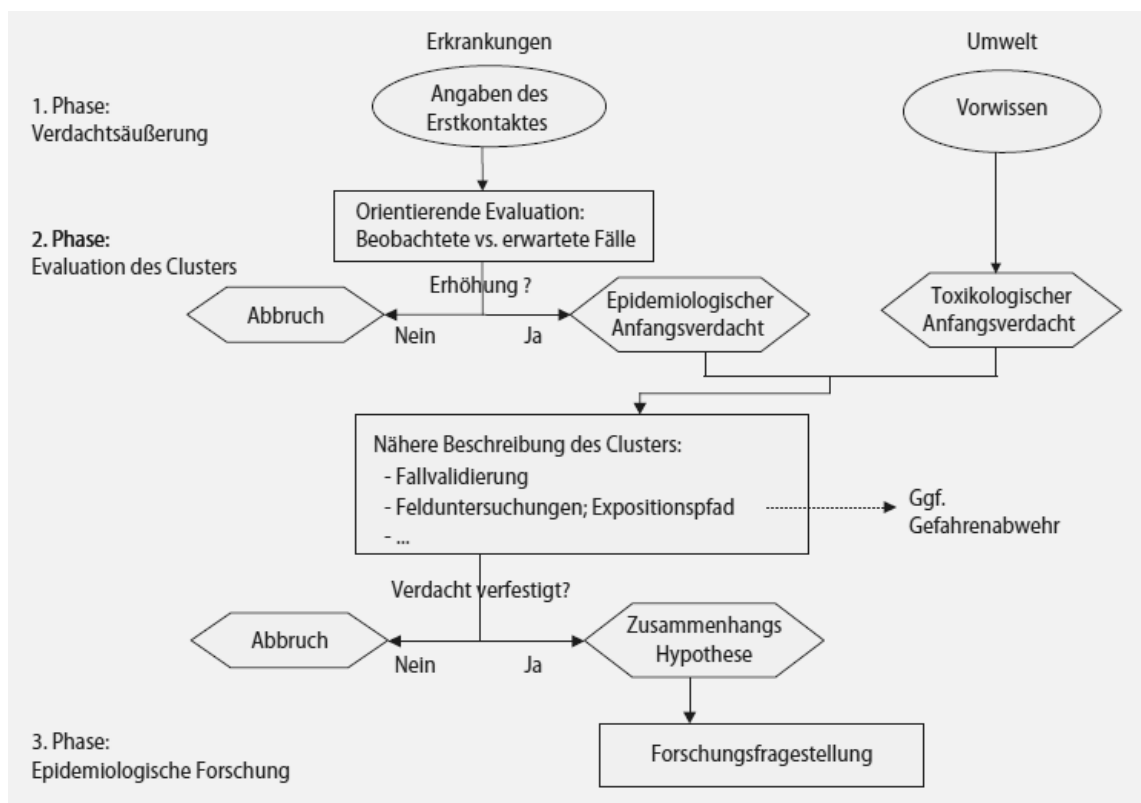 Erkrankungen
Umwelt
1. Phase:
Verdachtsäußerung
Angaben des
Erstkontaktes
Vorwissen
Orientierende Evaluation:
Beobachtete vs. erwartete Fälle
2. Phase:
Evaluation des Clusters
Erhöhung ?
Abbruch
Nein
Ja
Epidemiologischer
Anfangsverdacht
Toxikologischer
Anfangsverdacht
Nähere Beschreibung des Clusters:
- Fallvalidierung
- Felduntersuchungen; Expositionspfad
- ...
Ggf.
Gefahrenabwehr
Verdacht verfestigt?
Abbruch
Nein
Ja
Zusammenhangs
Hypothese
3. Phase:
Epidemiologische Forschung
Forschungsfragestellung